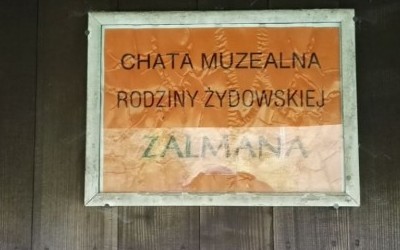 CHATA MUZEALNA
RODZINY ŻYDOWSKIEJ
ZALMANA